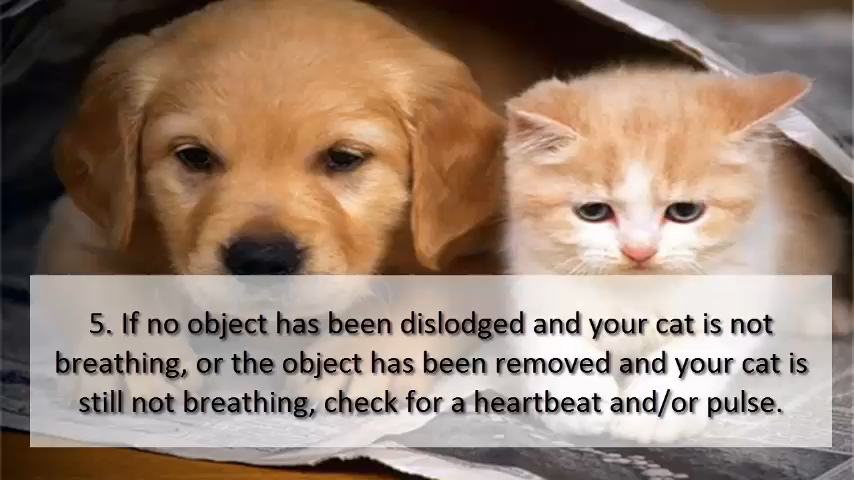 5. If no object has been dislodged and your cat is not
breathing, or the object has been removed and your cat is
still not breathing, check for a heartbeat and/or pulse.